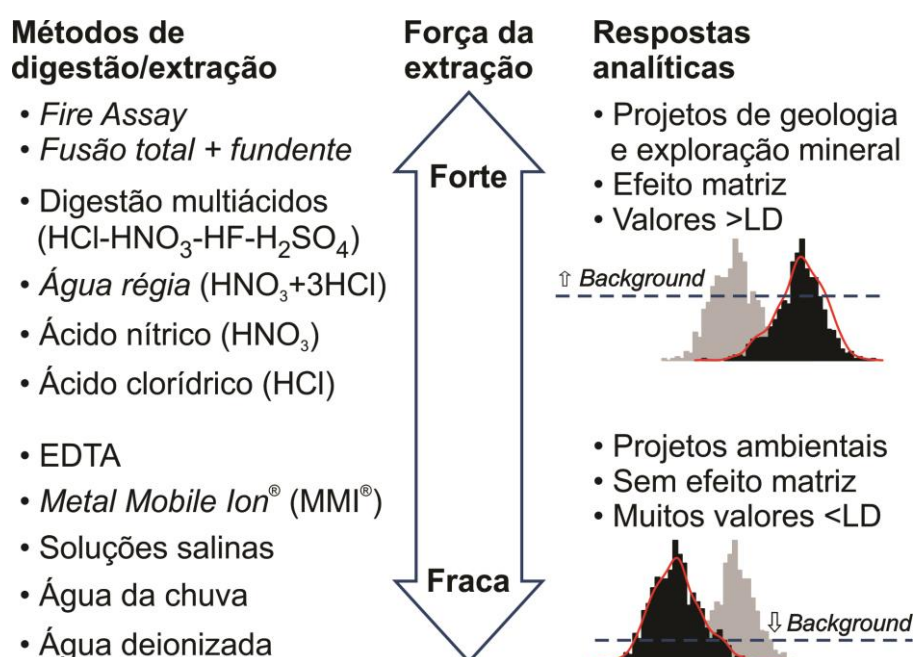 Métodos de
digestão/extração
• Fire Assay
• Fusão total + fundente
• Digestão multiácidos
(HCl-HNO₃-HF-H₂SO₄)
• Água régia (HNO₃+3HCl)
• Ácido nítrico (HNO₃)
• Ácido clorídrico (HCl)
• EDTA
• Metal Mobile Ion® (MMI®)
• Soluções salinas
• Água da chuva
• Água deionizada
Força da
extração
Forte
Fraca
Respostas
analíticas
• Projetos de geologia
e exploração mineral
• Efeito matriz
• Valores >LD
⇧ Background
• Projetos ambientais
• Sem efeito matriz
• Muitos valores <LD
⇩ Background